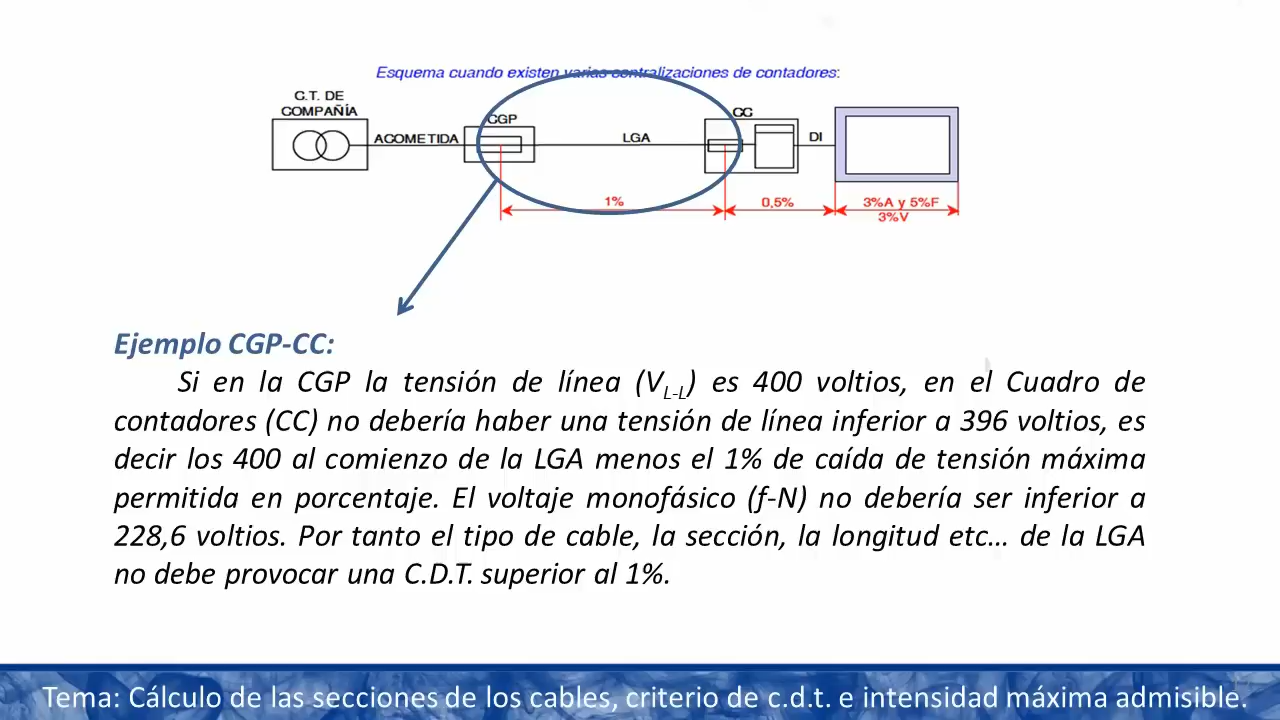 Esquema cuando existen varias centralizaciones de contadores:
C.T. DE
COMPAÑÍA
ACOMETIDA
CGP
LGA
CC
DI
1%
0,5%
3%A y 5%F
3%V
Ejemplo CGP-CC:
Si en la CGP la tensión de línea (VL-L) es 400 voltios, en el Cuadro de
contadores (CC) no debería haber una tensión de línea inferior a 396 voltios, es
decir los 400 al comienzo de la LGA menos el 1% de caída de tensión máxima
permitida en porcentaje. El voltaje monofásico (f-N) no debería ser inferior a
228,6 voltios. Por tanto el tipo de cable, la sección, la longitud etc... de la LGA
no debe provocar una C.D.T. superior al 1%.
Tema: Cálculo de las secciones de los cables, criterio de c.d.t. e intensidad máxima admisible.